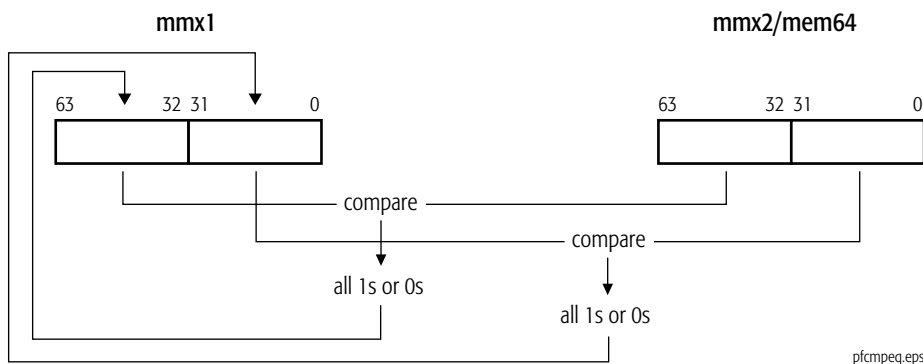 mmx1 mmx2/mem64
63 32 31 0 63 32 31 0
compare
compare
all 1s or 0s
all 1s or 0s
pfcmpeq.eps